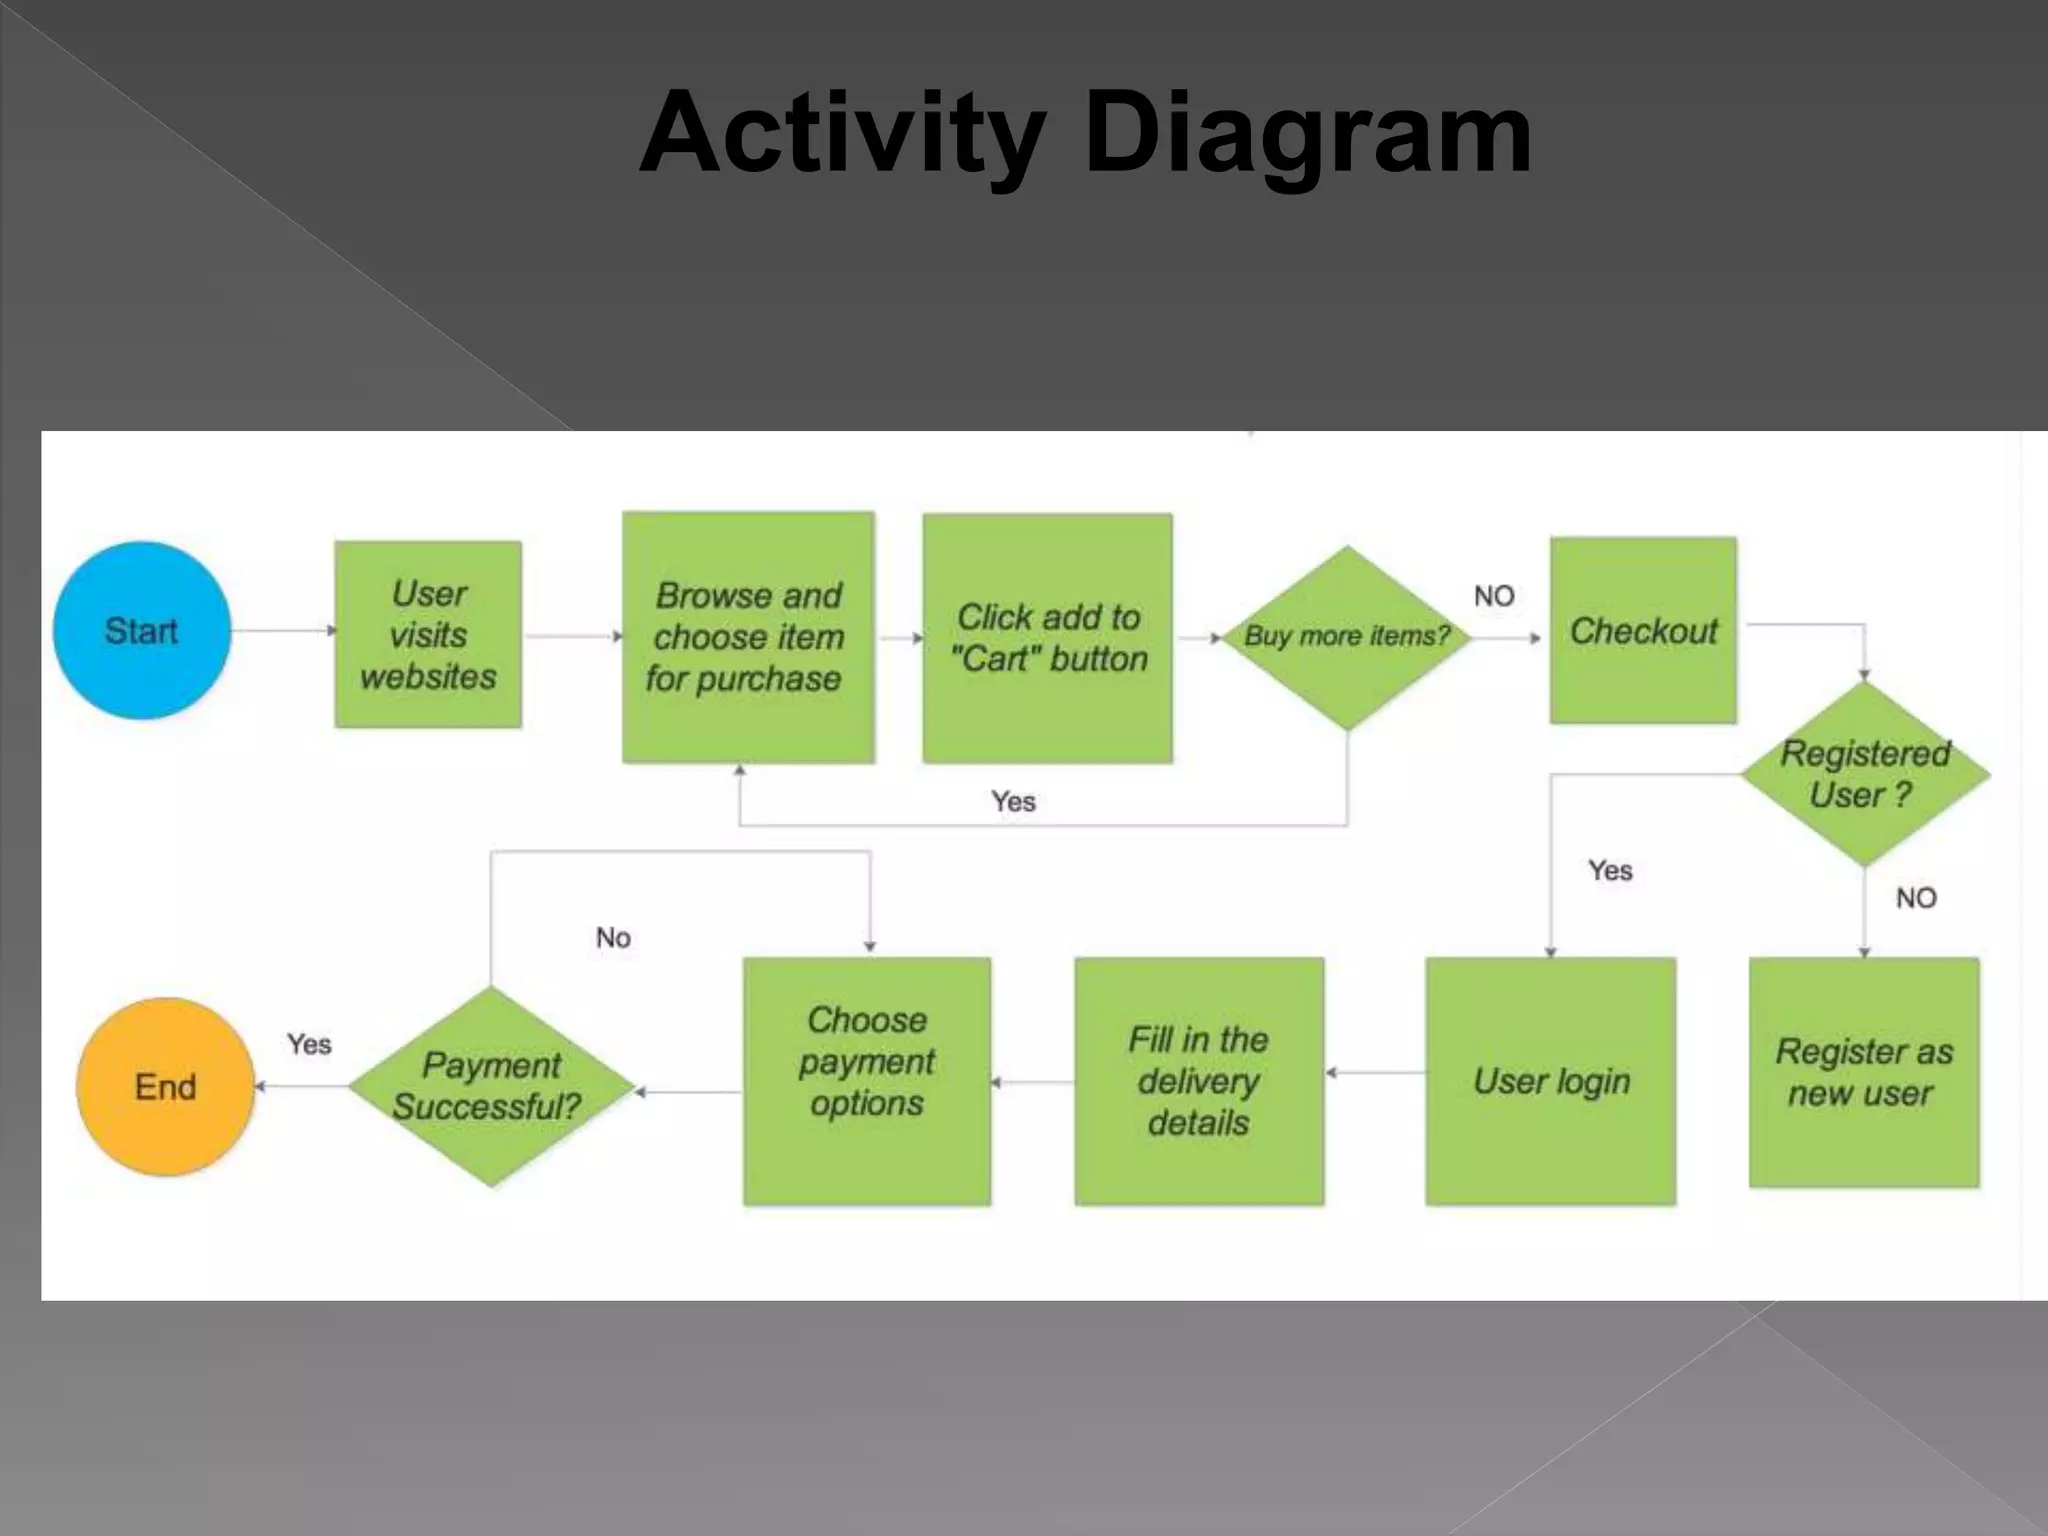 Activity Diagram
Start
User
visits
websites
Browse and
choose item
for purchase
Click add to
"Cart" button
Buy more items?
NO
Checkout
Registered
User ?
Yes
Yes
NO
No
End
Yes
Payment
Successful?
Choose
payment
options
Fill in the
delivery
details
User login
Register as
new user